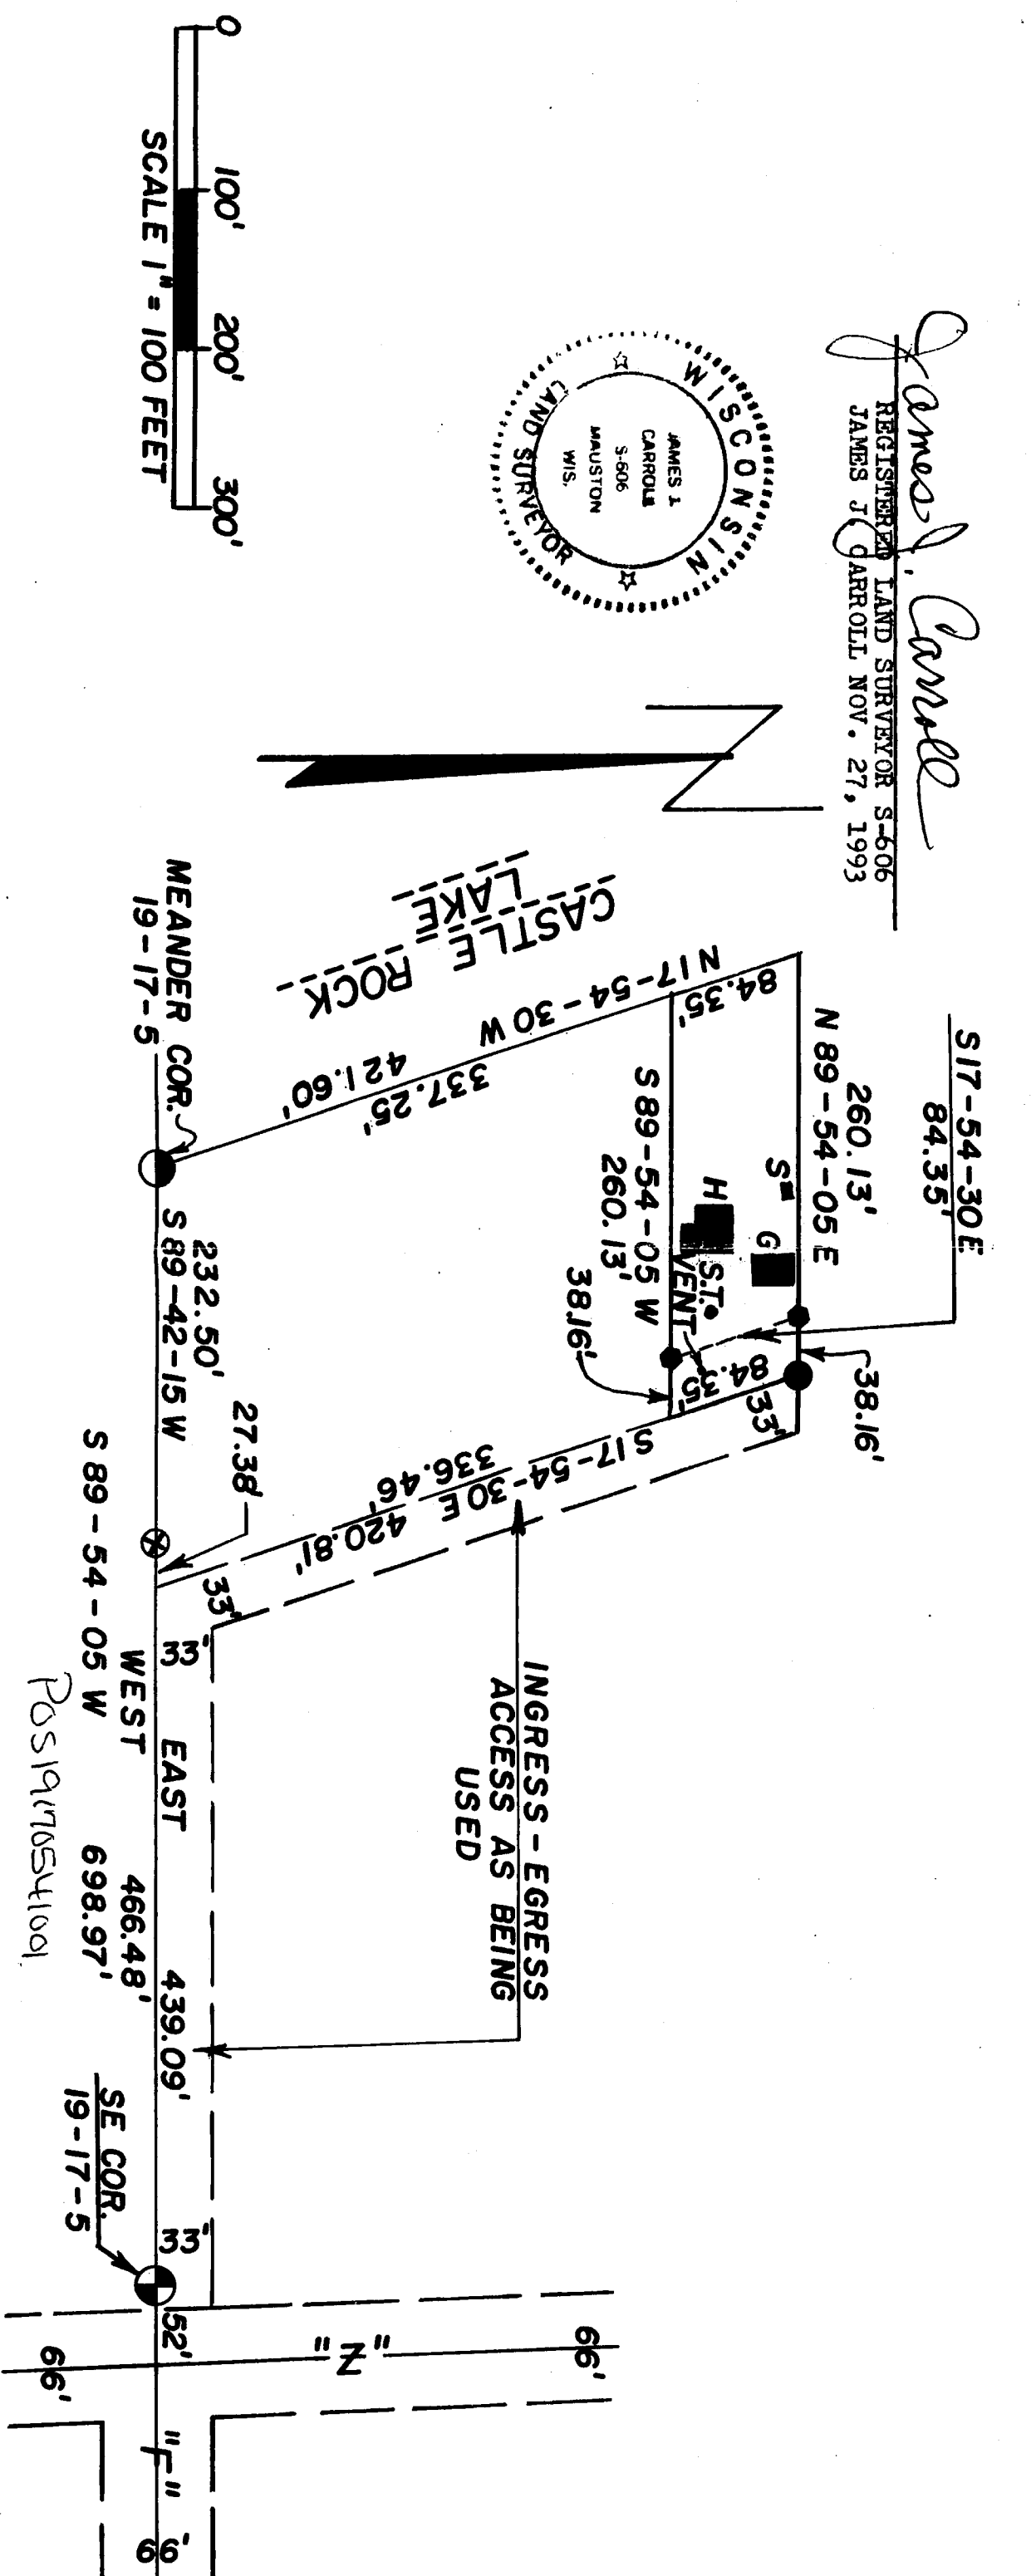 James J. Carroll
REGISTERED LAND SURVEYOR S-606
JAMES J. CARROLL NOV. 27, 1993
WISCONSIN
JAMES J.
CARROLL
S-606
MAUSTON
WIS.
LAND SURVEYOR
0 100' 200' 300'
SCALE 1" = 100 FEET
CASTLE ROCK
LAKE
S17-54-30E
84.35'
260.13'
N 89-54-05 E
38.16'
N 17-54-30 W
84.35'
337.25'
421.60'
S
G
H
S.T.
VENT
84.35'
33'
S 89-54-05 W
260.13'
38.16'
S 17-54-30 E
336.46'
420.81'
INGRESS-EGRESS
ACCESS AS BEING
USED
MEANDER COR.
19-17-5
232.50'
S 89-42-15 W
27.38'
33'
33'
EAST 439.09'
WEST 466.48'
S 89-54-05 W 698.97'
POS19170541001
SE COR.
19-17-5
33'
52'
66'
"Z"
66'
"F"
66'